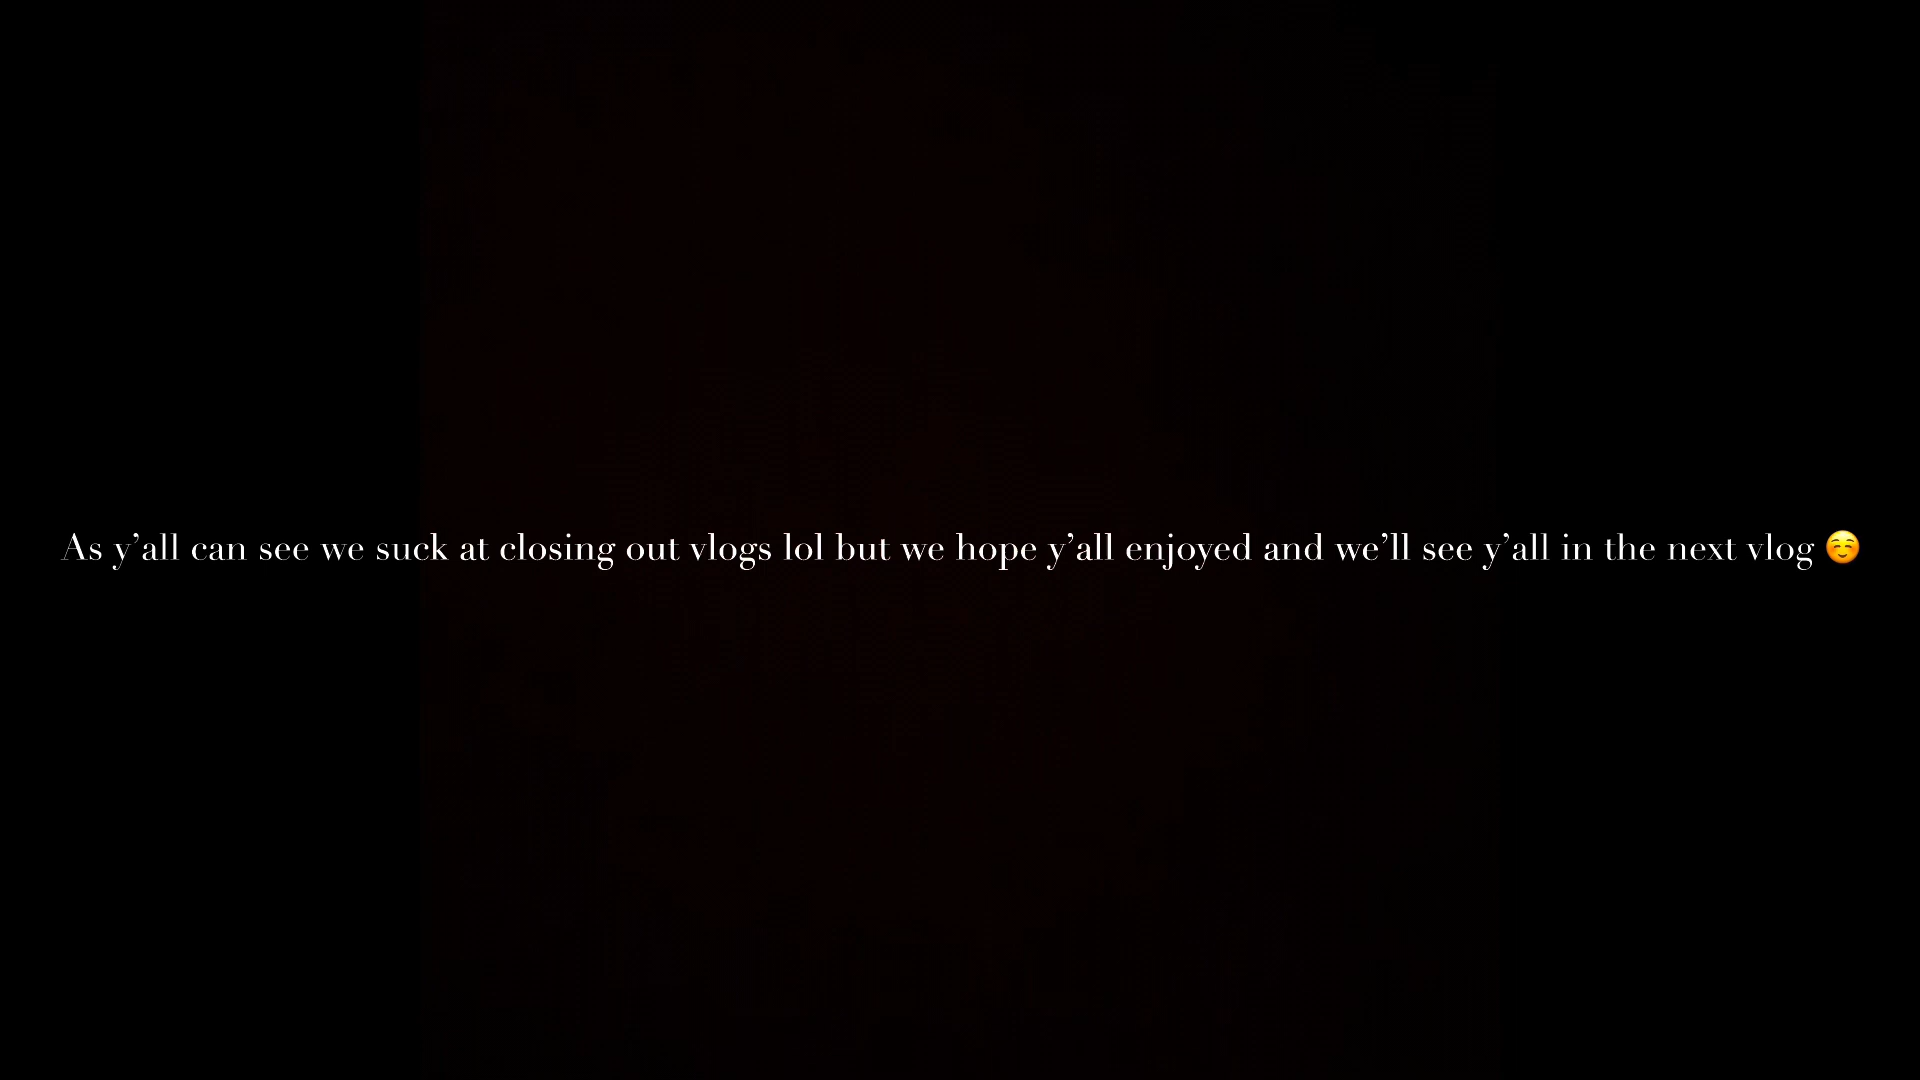 As y’all can see we suck at closing out vlogs lol but we hope y’all enjoyed and we’ll see y’all in the next vlog ☺️